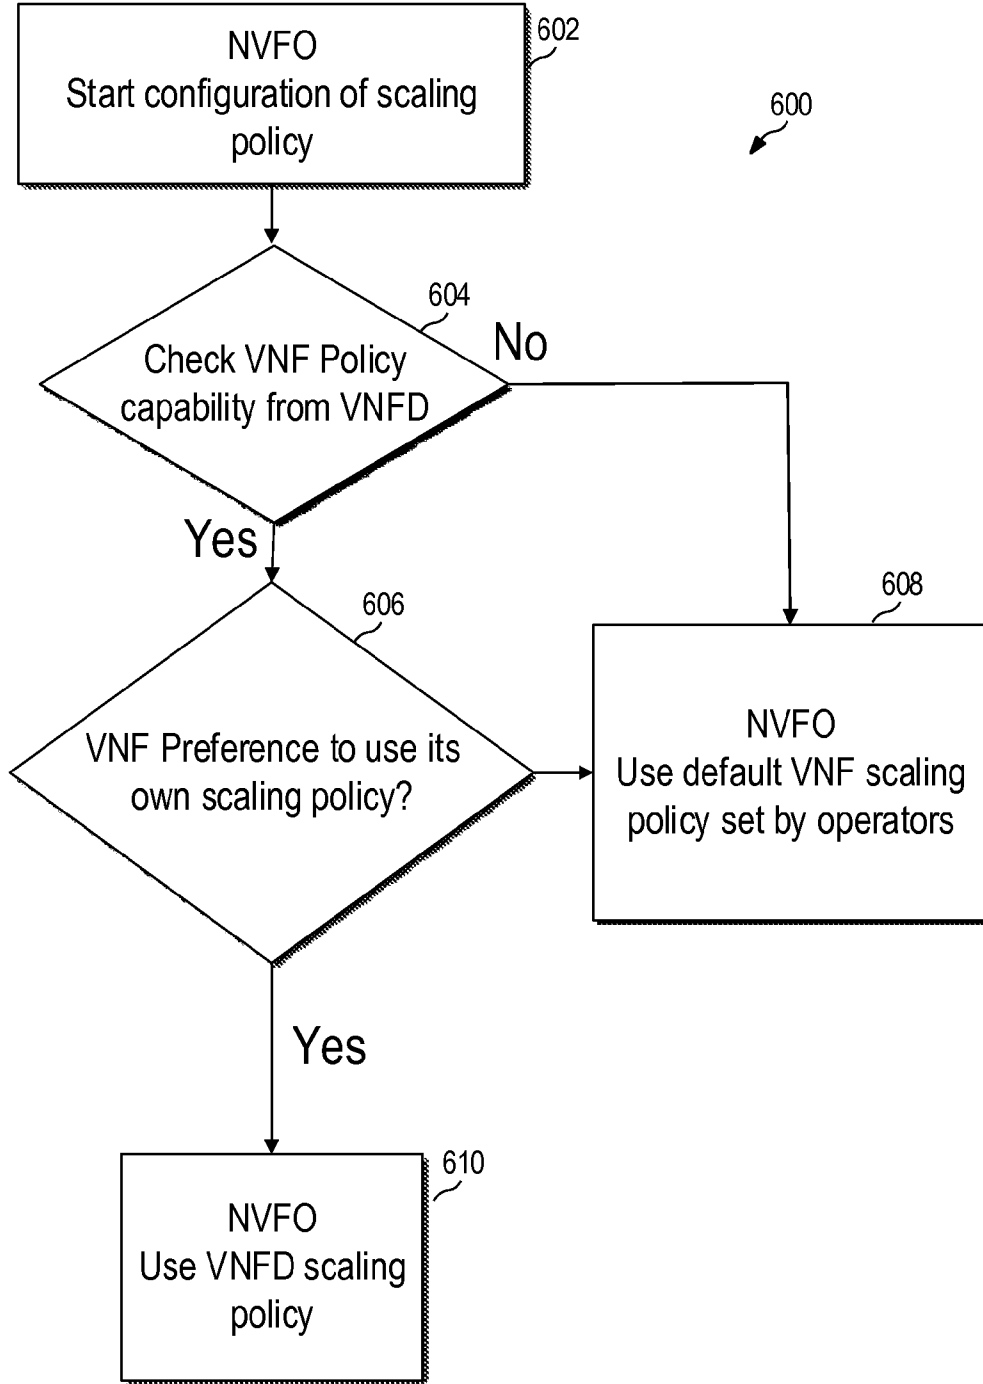 NVFO
Start configuration of scaling
policy
602
600
604
No
Check VNF Policy
capability from VNFD
Yes
606
608
VNF Preference to use its
own scaling policy?
NVFO
Use default VNF scaling
policy set by operators
Yes
610
NVFO
Use VNFD scaling
policy